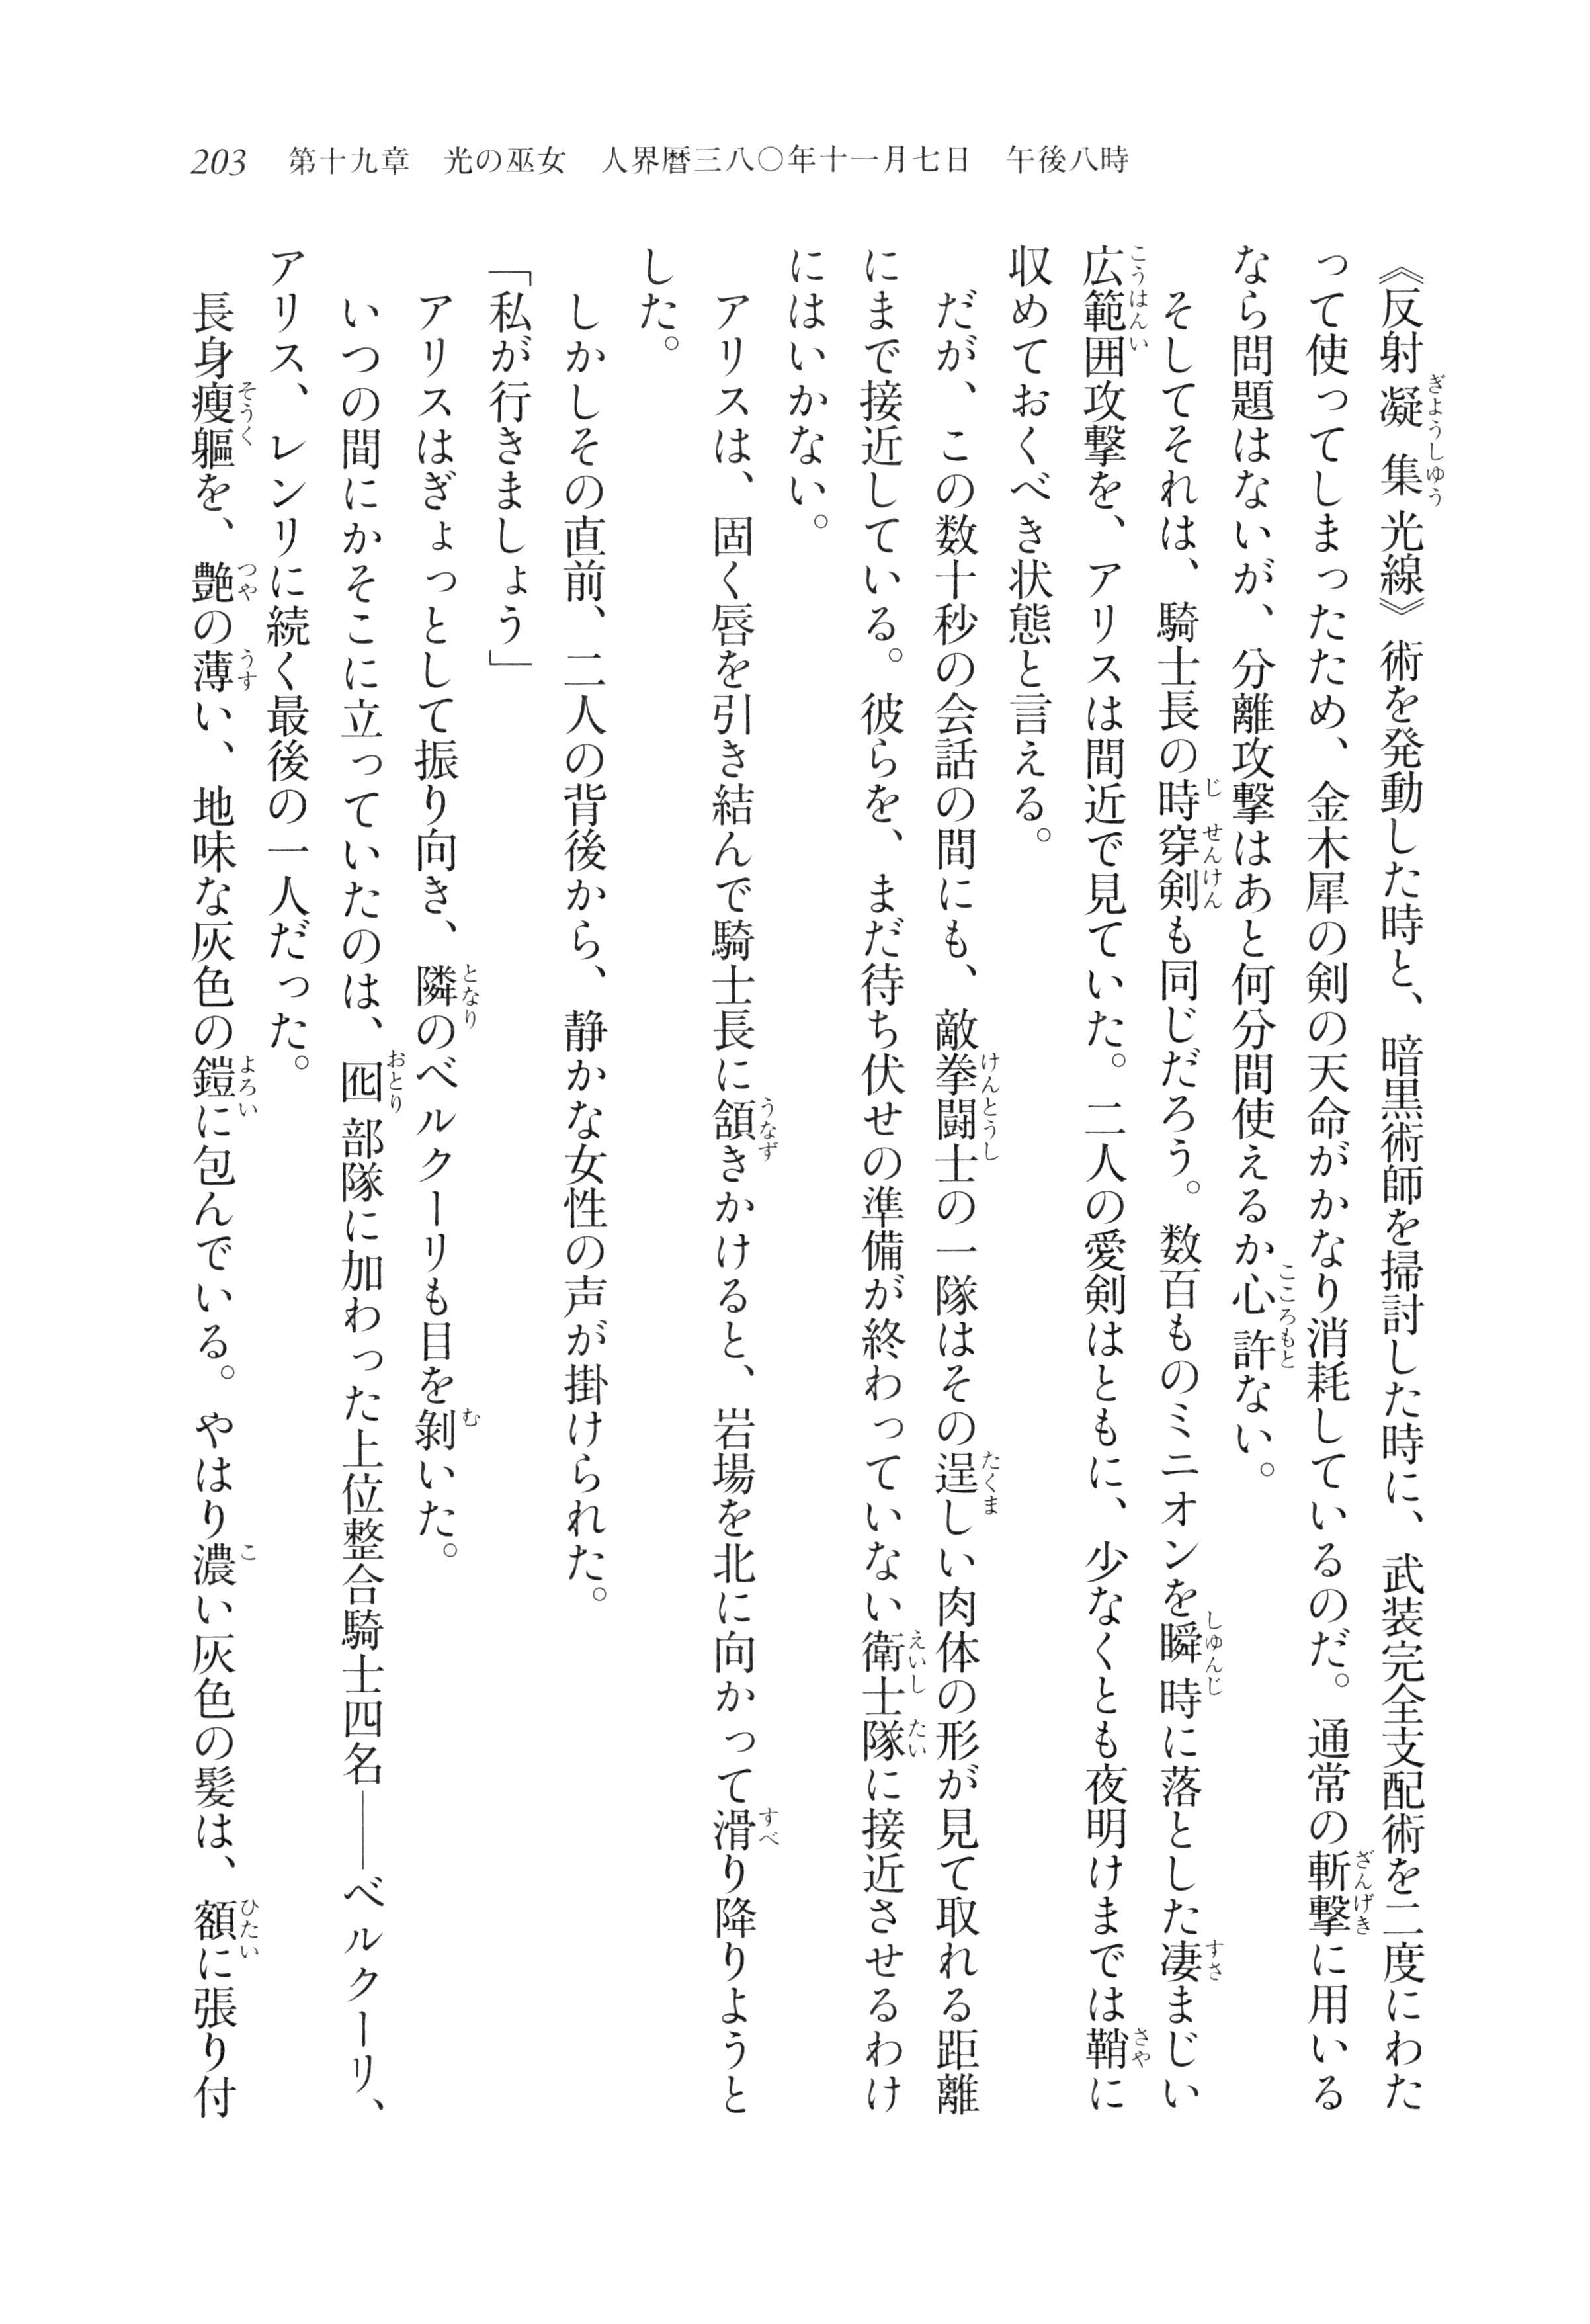 203　第十九章　光の巫女　人界暦三八〇年十一月七日　午後八時
《反射凝集光線》術を発動した時と、暗黒術師を掃討した時に、武装完全支配術を二度にわた
って使ってしまったため、金木犀の剣の天命がかなり消耗しているのだ。通常の斬撃に用いる
なら問題はないが、分離攻撃はあと何分間使えるか心許ない。
　そしてそれは、騎士長の時穿剣も同じだろう。数百ものミニオンを瞬時に落とした凄まじい
広範囲攻撃を、アリスは間近で見ていた。二人の愛剣はともに、少なくとも夜明けまでは鞘に
収めておくべき状態と言える。
　だが、この数十秒の会話の間にも、敵拳闘士の一隊はその逞しい肉体の形が見て取れる距離
にまで接近している。彼らを、まだ待ち伏せの準備が終わっていない衛士隊に接近させるわけ
にはいかない。
　アリスは、固く唇を引き結んで騎士長に頷きかけると、岩場を北に向かって滑り降りようと
した。
　しかしその直前、二人の背後から、静かな女性の声が掛けられた。
「私が行きましょう」
　アリスはぎょっとして振り向き、隣のベルクーリも目を剝いた。
　いつの間にかそこに立っていたのは、囮部隊に加わった上位整合騎士四名――ベルクーリ、
アリス、レンリに続く最後の一人だった。
　長身瘦軀を、艶の薄い、地味な灰色の鎧に包んでいる。やはり濃い灰色の髪は、額に張り付